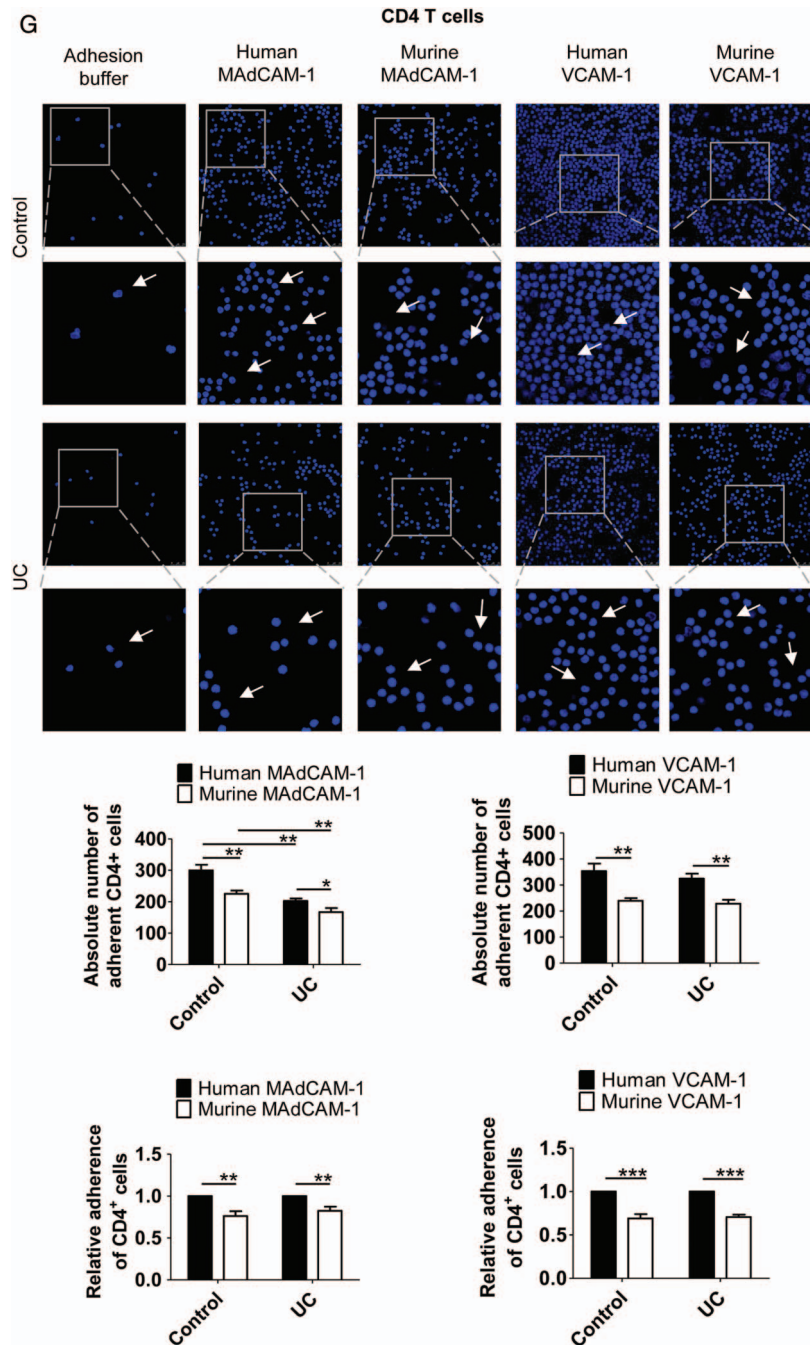 G
CD4 T cells
Adhesion
buffer
Human
MAdCAM-1
Murine
MAdCAM-1
Human
VCAM-1
Murine
VCAM-1
Control
UC
Human MAdCAM-1
Murine MAdCAM-1
Absolute number of
adherent CD4+ cells
400
300
200
100
0
**
**
**
*
Control
UC
Human VCAM-1
Murine VCAM-1
Absolute number of
adherent CD4+ cells
500
400
300
200
100
0
**
**
Control
UC
Human MAdCAM-1
Murine MAdCAM-1
Relative adherence
of CD4⁺ cells
1.5
1.0
0.5
0.0
**
**
Control
UC
Human VCAM-1
Murine VCAM-1
Relative adherence
of CD4⁺ cells
1.5
1.0
0.5
0.0
***
***
Control
UC